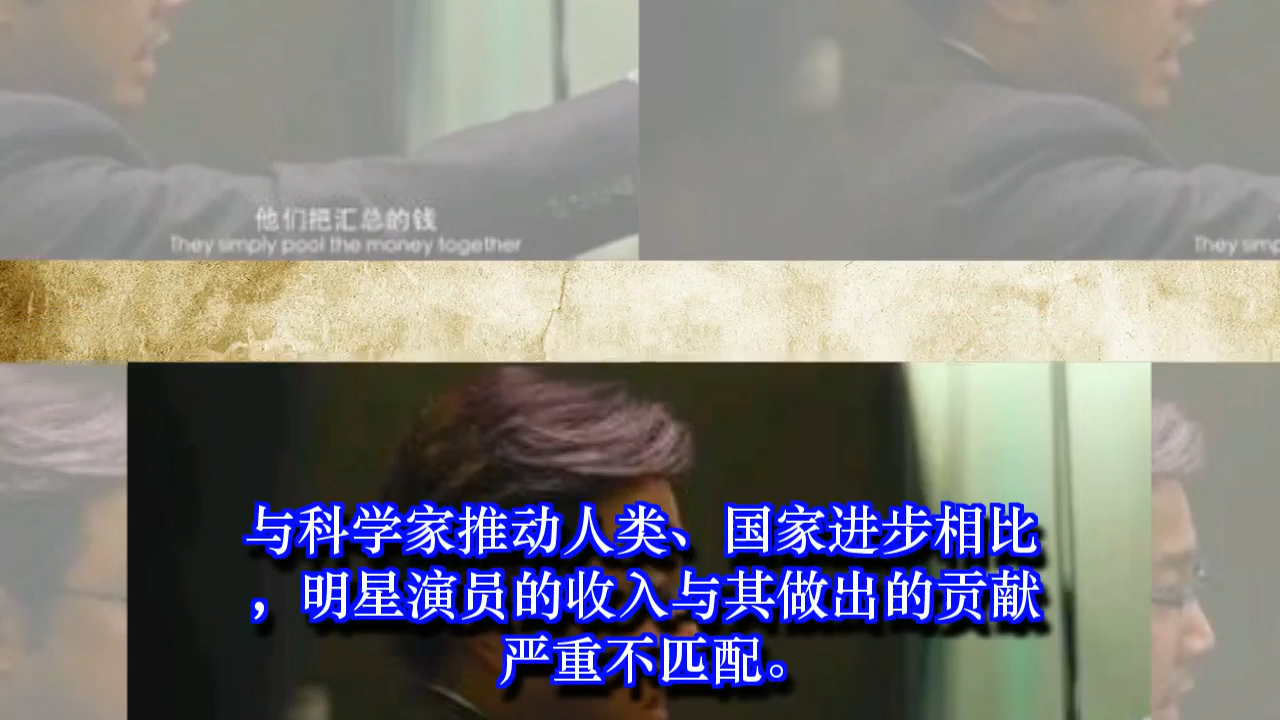 他们把汇总的钱
They simply pool the money together
They simp
与科学家推动人类、国家进步相比
，明星演员的收入与其做出的贡献
严重不匹配。